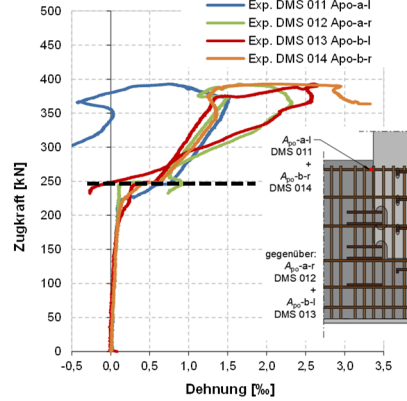 Exp. DMS 011 Apo-a-l
Exp. DMS 012 Apo-a-r
Exp. DMS 013 Apo-b-l
Exp. DMS 014 Apo-b-r
Zugkraft [kN]
500
450
400
350
300
250
200
150
100
50
0
-0,5 0,0 0,5 1,0 1,5 2,0 2,5 3,0 3,5
Dehnung [‰]
Apo-a-l
DMS 011
+
Apo-b-r
DMS 014
gegenüber:
Apo-a-r
DMS 012
+
Apo-b-l
DMS 013